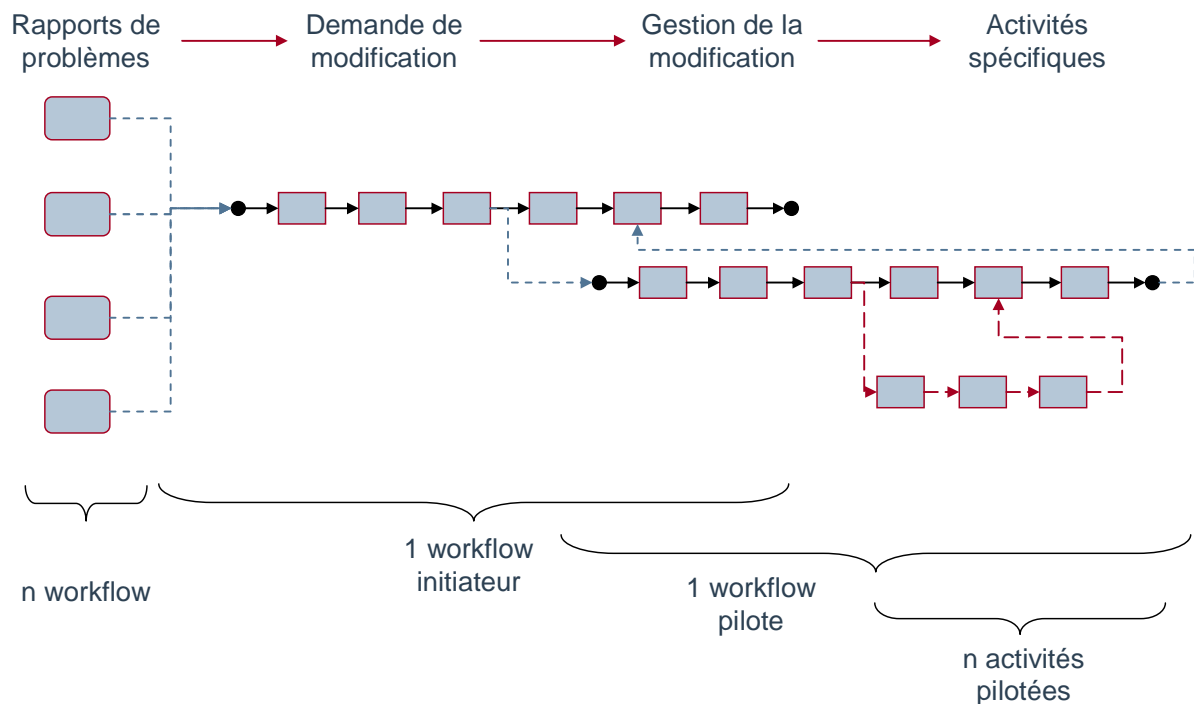 Rapports de
problèmes
Demande de
modification
Gestion de la
modification
Activités
spécifiques
n workflow
1 workflow
initiateur
1 workflow
pilote
n activités
pilotées